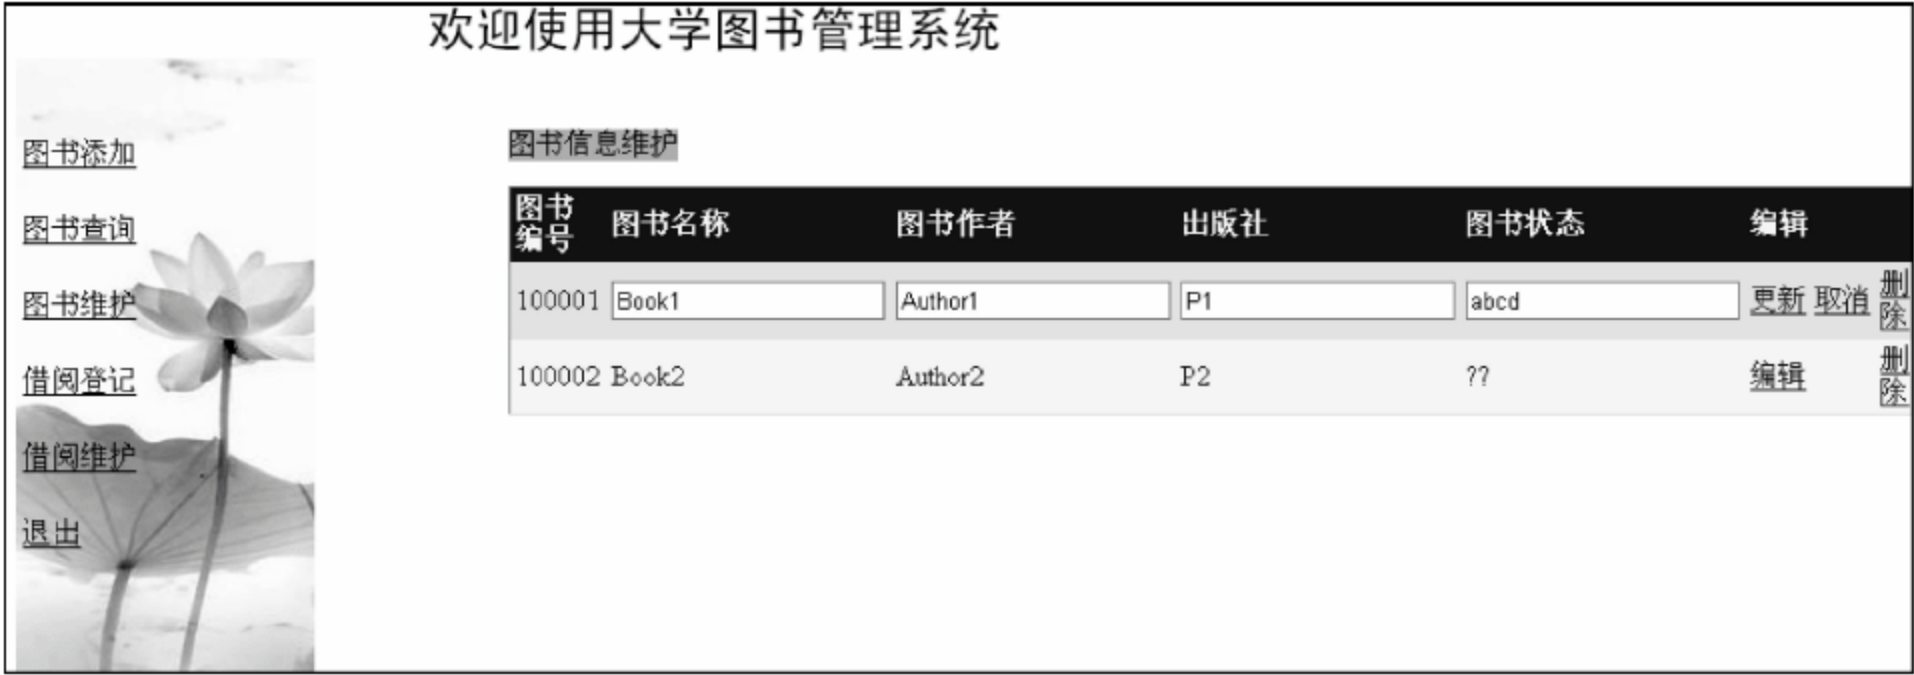 欢迎使用大学图书管理系统
图书添加
图书查询
图书维护
借阅登记
借阅维护
退出
图书信息维护
图书编号 图书名称 图书作者 出版社 图书状态 编辑
100001 Book1 Author1 P1 abcd 更新 取消 删除
100002 Book2 Author2 P2 ?? 编辑 删除